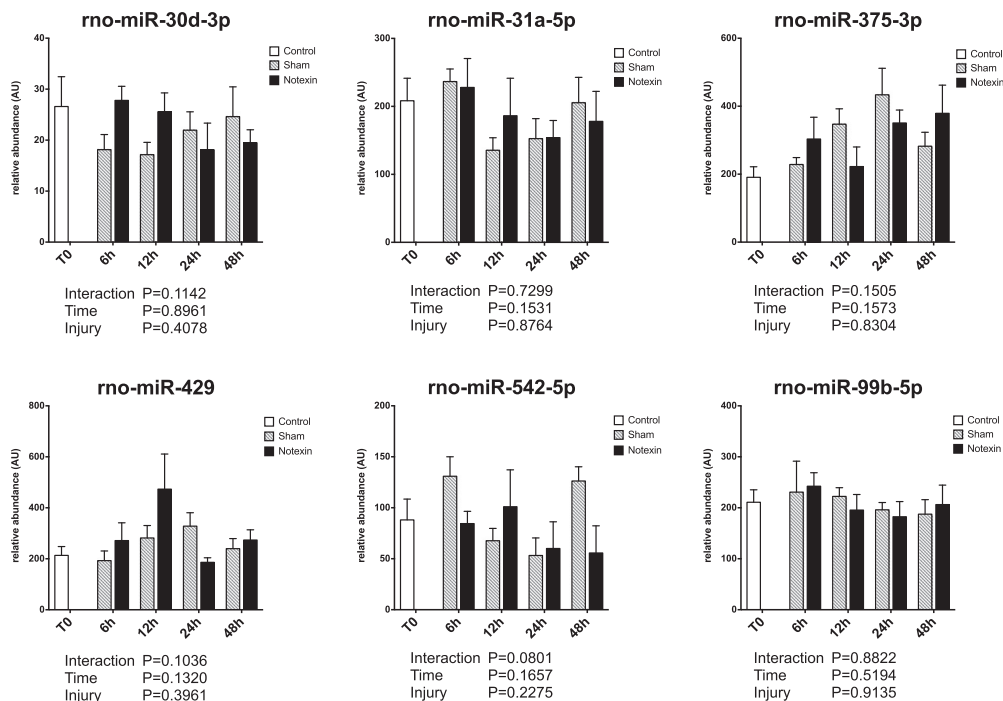 rno-miR-30d-3p
40
30
20
10
0
relative abundance (AU)
Control
Sham
Notexin
T0
6h
12h
24h
48h
Interaction P=0.1142
Time P=0.8961
Injury P=0.4078
rno-miR-31a-5p
300
200
100
0
relative abundance (AU)
Control
Sham
Notexin
T0
6h
12h
24h
48h
Interaction P=0.7299
Time P=0.1531
Injury P=0.8764
rno-miR-375-3p
600
400
200
0
relative abundance (AU)
Control
Sham
Notexin
T0
6h
12h
24h
48h
Interaction P=0.1505
Time P=0.1573
Injury P=0.8304
rno-miR-429
800
600
400
200
0
relative abundance (AU)
Control
Sham
Notexin
T0
6h
12h
24h
48h
Interaction P=0.1036
Time P=0.1320
Injury P=0.3961
rno-miR-542-5p
200
150
100
50
0
relative abundance (AU)
Control
Sham
Notexin
T0
6h
12h
24h
48h
Interaction P=0.0801
Time P=0.1657
Injury P=0.2275
rno-miR-99b-5p
400
300
200
100
0
relative abundance (AU)
Control
Sham
Notexin
T0
6h
12h
24h
48h
Interaction P=0.8822
Time P=0.5194
Injury P=0.9135